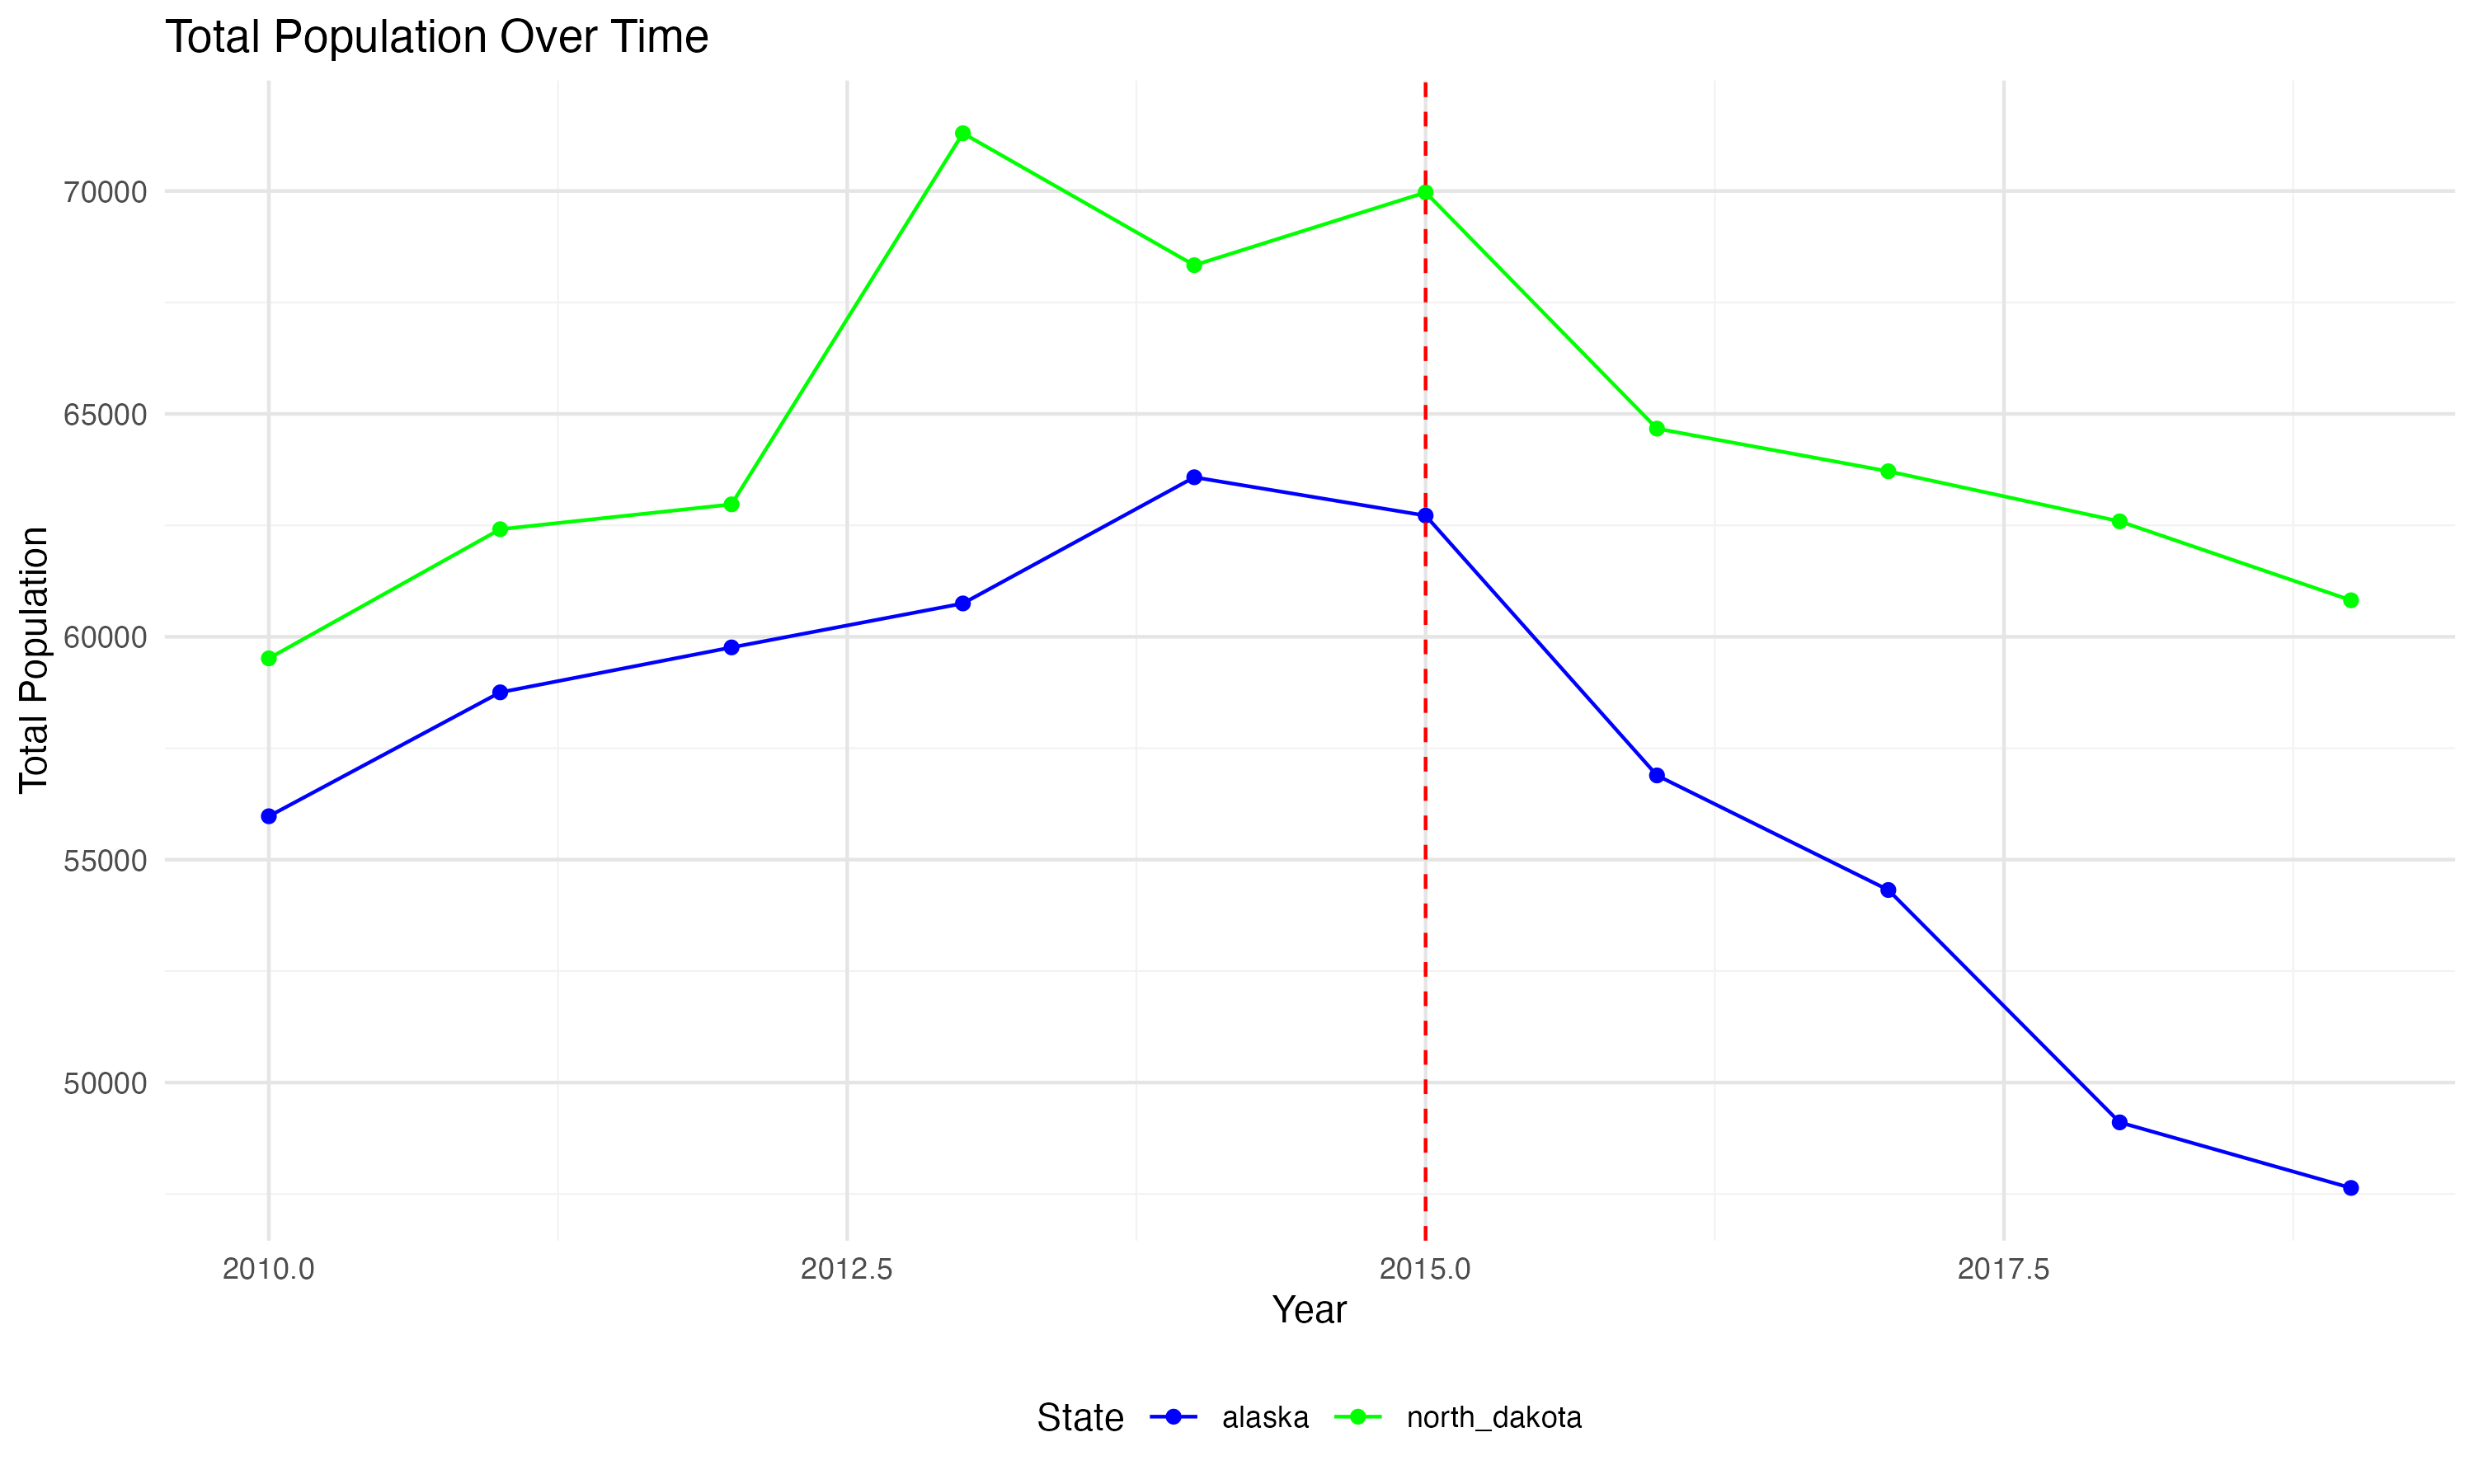 Total Population Over Time
Total Population
70000
65000
60000
55000
50000
2010.0 2012.5 2015.0 2017.5
Year
State alaska north_dakota